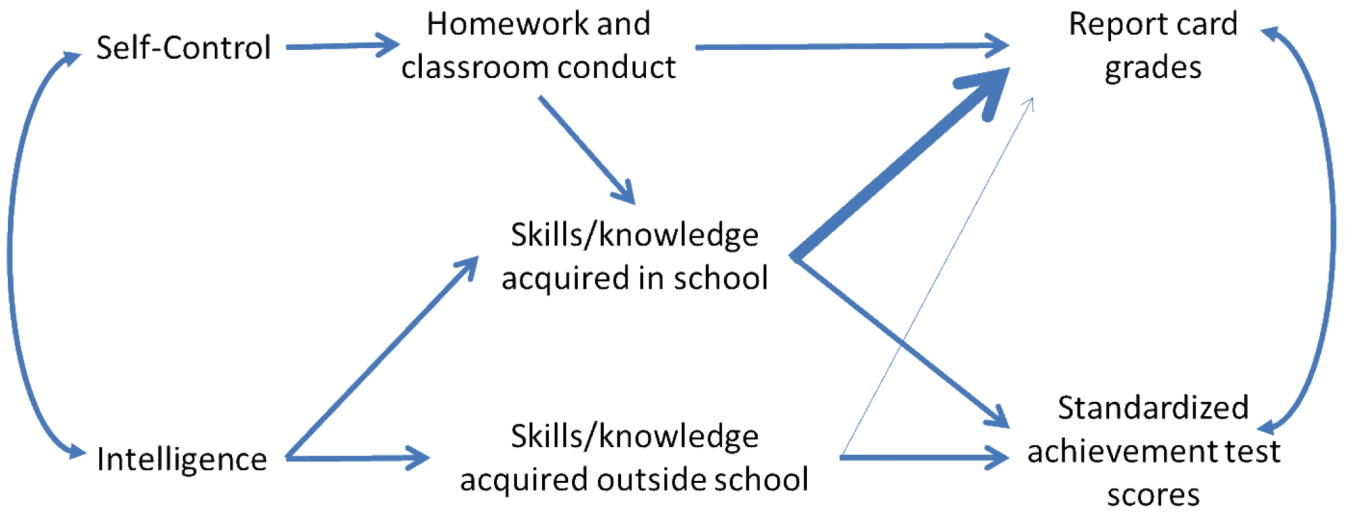 Self-Control
Homework and
classroom conduct
Report card
grades
Skills/knowledge
acquired in school
Intelligence
Skills/knowledge
acquired outside school
Standardized
achievement test
scores